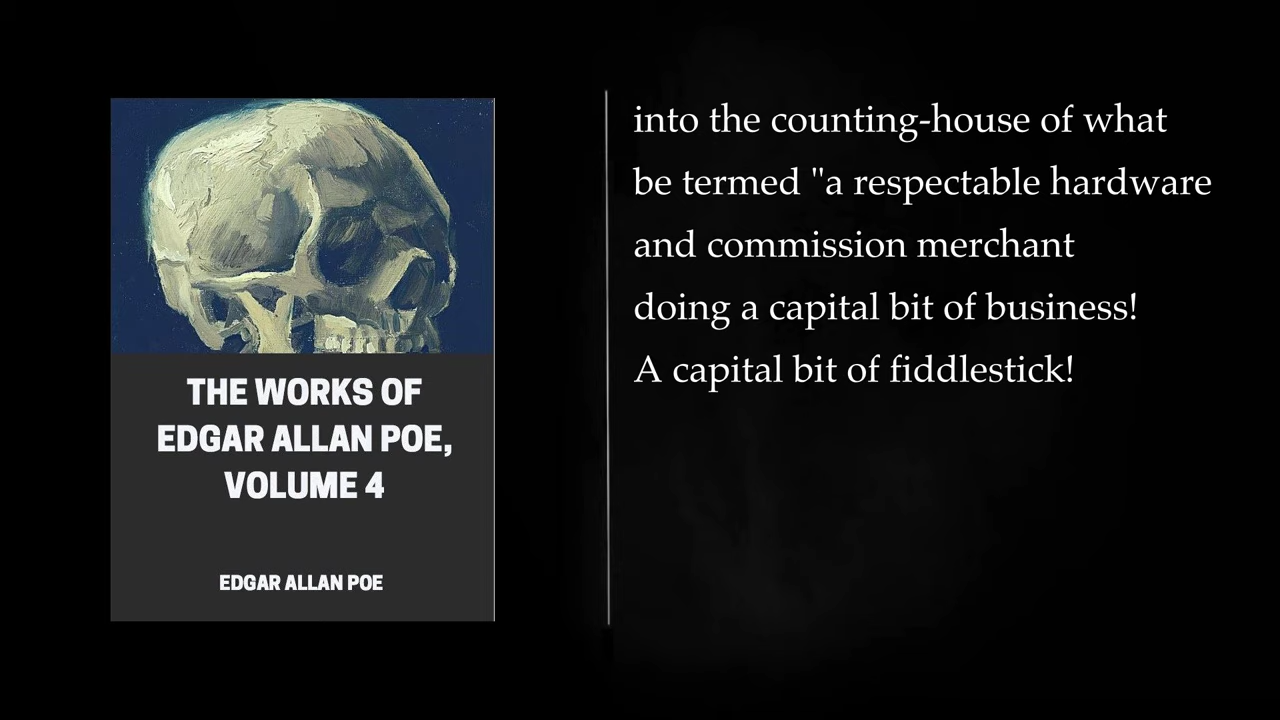 THE WORKS OF
EDGAR ALLAN POE,
VOLUME 4
EDGAR ALLAN POE
into the counting-house of what
be termed "a respectable hardware
and commission merchant
doing a capital bit of business!
A capital bit of fiddlestick!